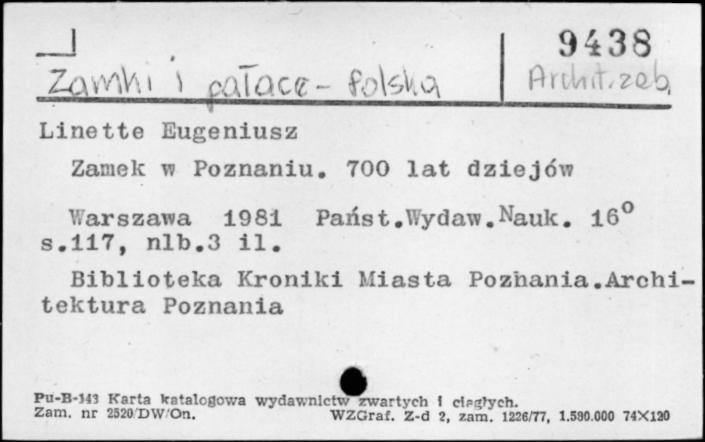 9438
Zamki i pałace - Polska
Archit. zab.
Linette Eugeniusz
Zamek w Poznaniu. 700 lat dziejów
Warszawa 1981 Państ.Wydaw.Nauk. 16°
s.117, nlb.3 il.
Biblioteka Kroniki Miasta Poznania.Archi-
tektura Poznania
Pu-B-143 Karta katalogowa wydawnictw zwartych i ciągłych.
Zam. nr 2520/DW/On. WZGraf. Z-d 2, zam. 1226/77, 1.590.000 74X120